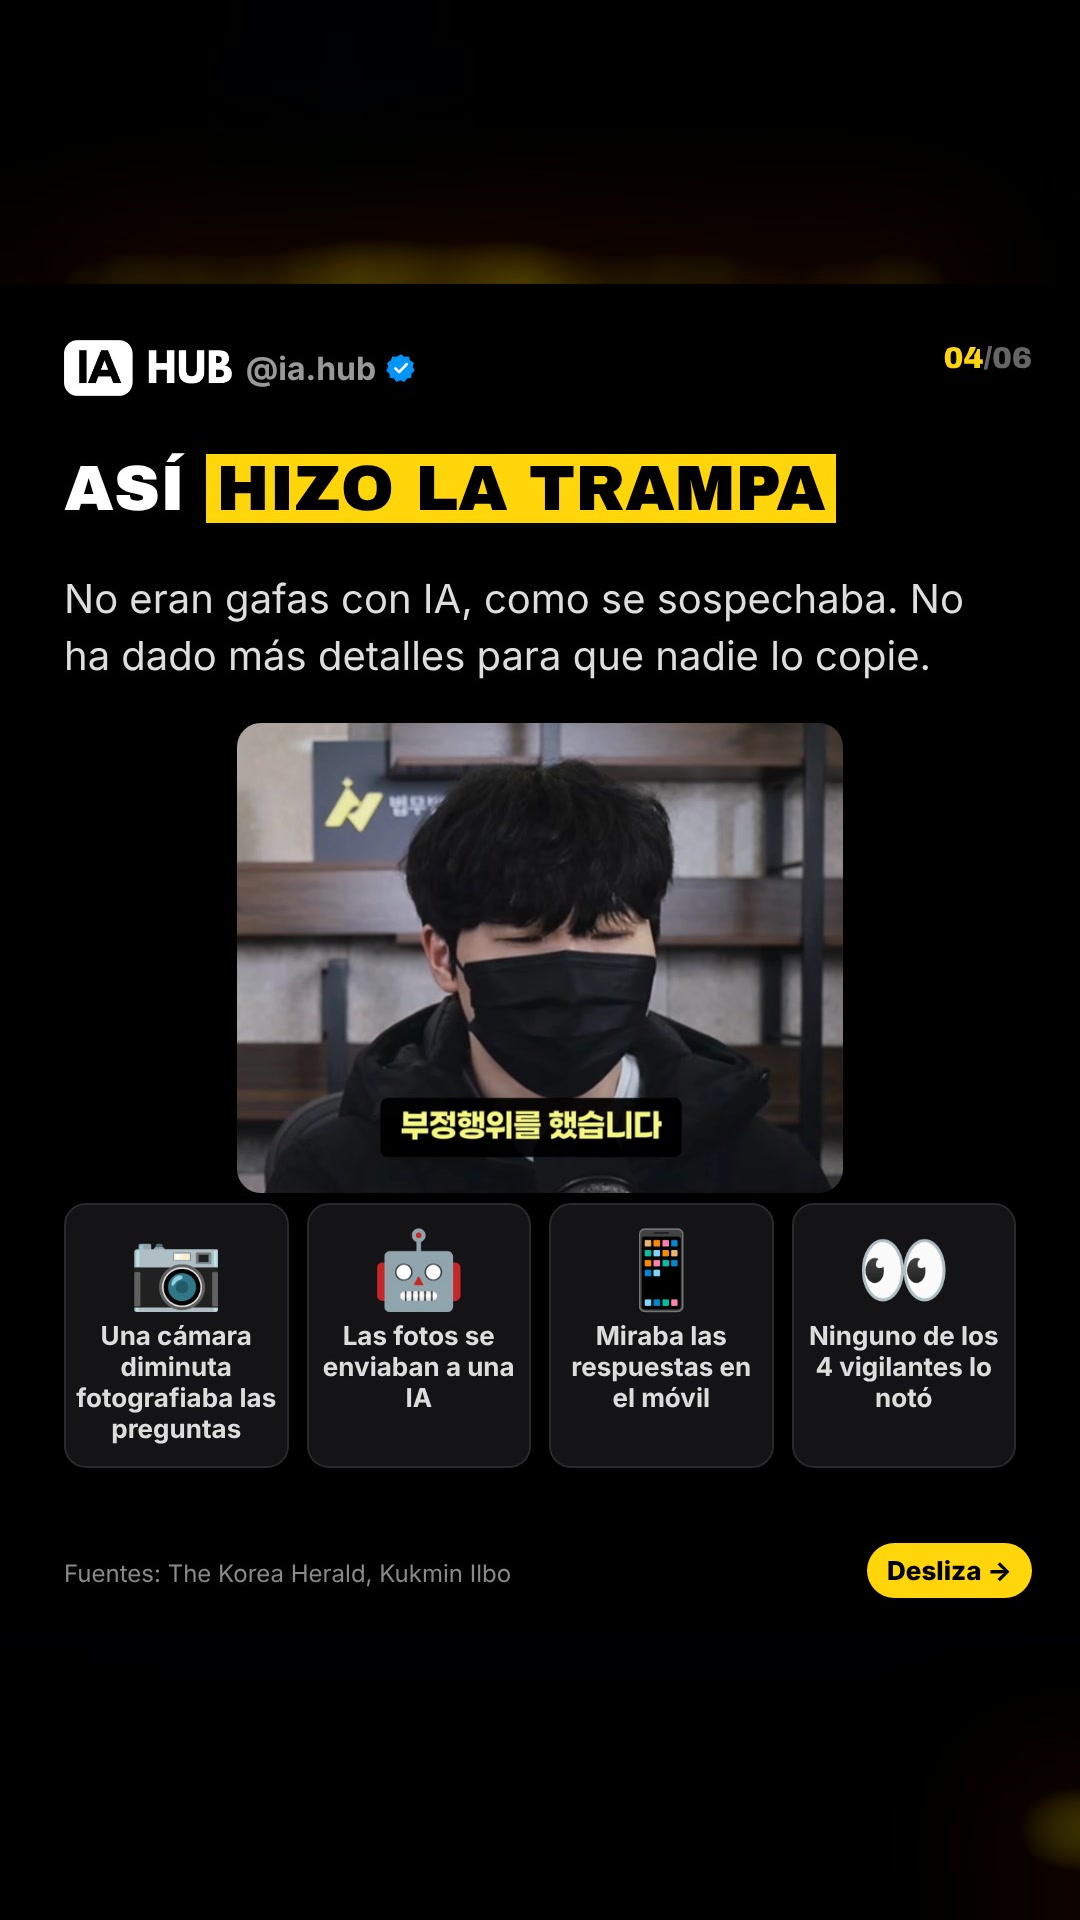 IA HUB @ia.hub
04/06
ASÍ HIZO LA TRAMPA
No eran gafas con IA, como se sospechaba. No
ha dado más detalles para que nadie lo copie.
법무
부정행위를 했습니다
Una cámara
diminuta
fotografiaba las
preguntas
Las fotos se
enviaban a una
IA
Miraba las
respuestas en
el móvil
Ninguno de los
4 vigilantes lo
notó
Fuentes: The Korea Herald, Kukmin Ilbo
Desliza →